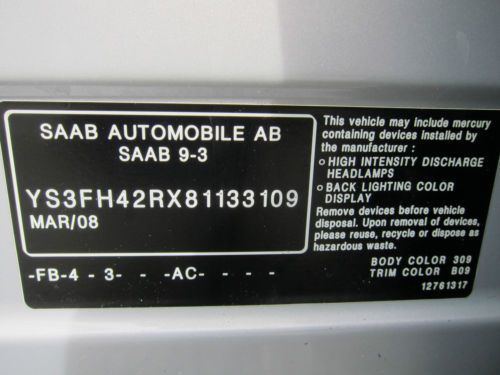 SAAB AUTOMOBILE AB
SAAB 9-3
YS3FH42RX81133109
MAR/08
-FB-4 - 3- - -AC- - - - -
This vehicle may include mercury
containing devices installed by
the manufacturer :
○ HIGH INTENSITY DISCHARGE
HEADLAMPS
○ BACK LIGHTING COLOR
DISPLAY
Remove devices before vehicle
disposal. Upon removal of devices,
please reuse, recycle or dispose as
hazardous waste.
BODY COLOR 309
TRIM COLOR B09
12761317